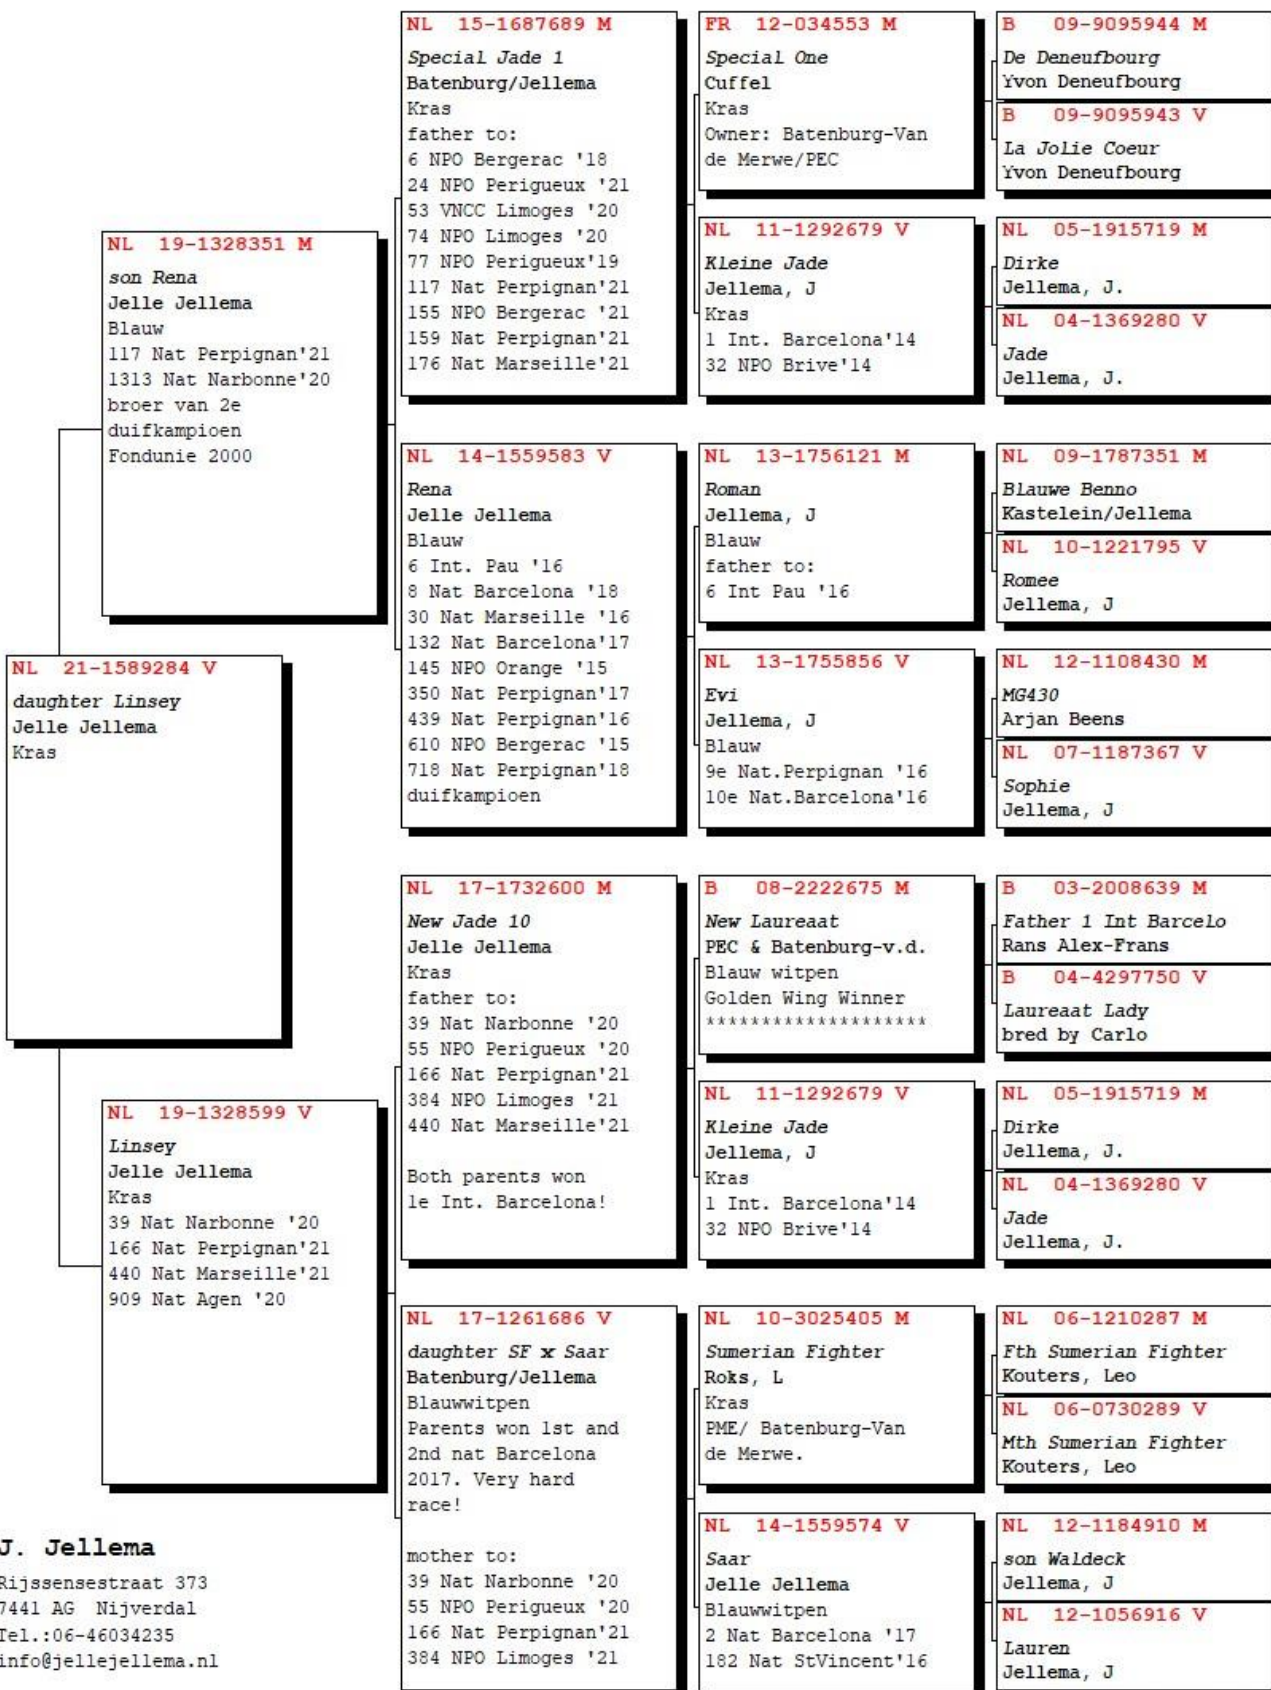 NL 21-1589284 V
daughter Linsey
Jelle Jellema
Kras
NL 19-1328351 M
son Rena
Jelle Jellema
Blauw
117 Nat Perpignan'21
1313 Nat Narbonne'20
broer van 2e
duifkampioen
Fondunie 2000
NL 19-1328599 V
Linsey
Jelle Jellema
Kras
39 Nat Narbonne '20
166 Nat Perpignan'21
440 Nat Marseille'21
909 Nat Agen '20
NL 15-1687689 M
Special Jade 1
Batenburg/Jellema
Kras
father to:
6 NPO Bergerac '18
24 NPO Perigueux '21
53 VNCC Limoges '20
74 NPO Limoges '20
77 NPO Perigueux'19
117 Nat Perpignan'21
155 NPO Bergerac '21
159 Nat Perpignan'21
176 Nat Marseille'21
NL 14-1559583 V
Rena
Jelle Jellema
Blauw
6 Int. Pau '16
8 Nat Barcelona '18
30 Nat Marseille '16
132 Nat Barcelona'17
145 NPO Orange '15
350 Nat Perpignan'17
439 Nat Perpignan'16
610 NPO Bergerac '15
718 Nat Perpignan'18
duifkampioen
NL 17-1732600 M
New Jade 10
Jelle Jellema
Kras
father to:
39 Nat Narbonne '20
55 NPO Perigueux '20
166 Nat Perpignan'21
384 NPO Limoges '21
440 Nat Marseille'21
Both parents won
1e Int. Barcelona!
NL 17-1261686 V
daughter SF x Saar
Batenburg/Jellema
Blauwwitpen
Parents won 1st and
2nd nat Barcelona
2017. Very hard
race!
mother to:
39 Nat Narbonne '20
55 NPO Perigueux '20
166 Nat Perpignan'21
384 NPO Limoges '21
FR 12-034553 M
Special One
Cuffel
Kras
Owner: Batenburg-Van
de Merwe/PEC
NL 11-1292679 V
Kleine Jade
Jellema, J
Kras
1 Int. Barcelona'14
32 NPO Brive'14
NL 13-1756121 M
Roman
Jellema, J
Blauw
father to:
6 Int Pau '16
NL 13-1755856 V
Evi
Jellema, J
Blauw
9e Nat.Perpignan '16
10e Nat.Barcelona'16
B 08-2222675 M
New Laureaat
PEC & Batenburg-v.d.
Blauw witpen
Golden Wing Winner
********************
NL 11-1292679 V
Kleine Jade
Jellema, J
Kras
1 Int. Barcelona'14
32 NPO Brive'14
NL 10-3025405 M
Sumerian Fighter
Roks, L
Kras
PME/ Batenburg-Van
de Merwe.
NL 14-1559574 V
Saar
Jelle Jellema
Blauwwitpen
2 Nat Barcelona '17
182 Nat StVincent'16
B 09-9095944 M
De Deneufbourg
Yvon Deneufbourg
B 09-9095943 V
La Jolie Coeur
Yvon Deneufbourg
NL 05-1915719 M
Dirke
Jellema, J.
NL 04-1369280 V
Jade
Jellema, J.
NL 09-1787351 M
Blauwe Benno
Kastelein/Jellema
NL 10-1221795 V
Romee
Jellema, J
NL 12-1108430 M
MG430
Arjan Beens
NL 07-1187367 V
Sophie
Jellema, J
B 03-2008639 M
Father 1 Int Barcelo
Rans Alex-Frans
B 04-4297750 V
Laureaat Lady
bred by Carlo
NL 05-1915719 M
Dirke
Jellema, J.
NL 04-1369280 V
Jade
Jellema, J.
NL 06-1210287 M
Fth Sumerian Fighter
Kouters, Leo
NL 06-0730289 V
Mth Sumerian Fighter
Kouters, Leo
NL 12-1184910 M
son Waldeck
Jellema, J
NL 12-1056916 V
Lauren
Jellema, J
J. Jellema
Rijssensestraat 373
7441 AG Nijverdal
Tel.:06-46034235
info@jellejellema.nl